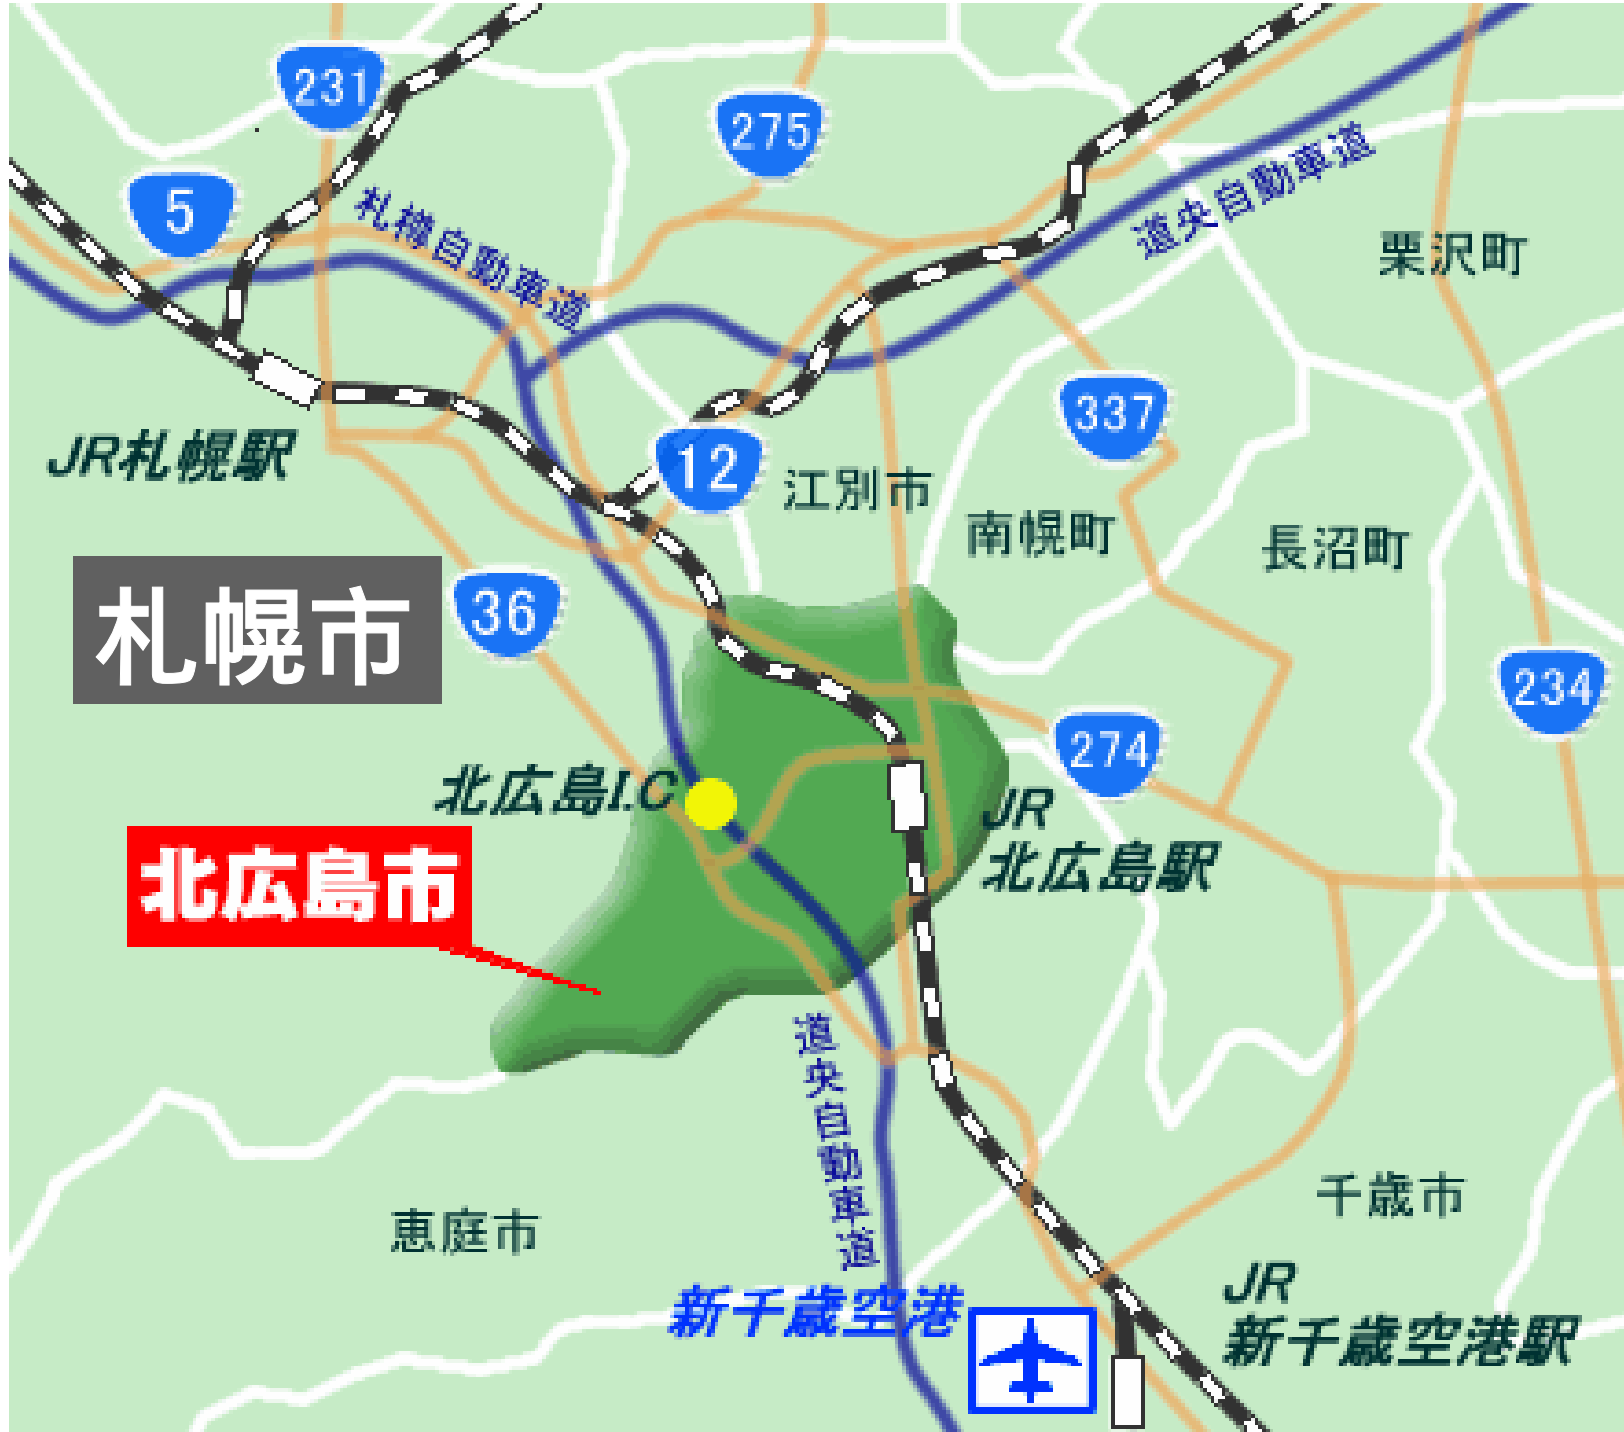 231
275
5
札樽自動車道
道央自動車道
栗沢町
337
JR札幌駅
12
江別市
南幌町
長沼町
札幌市
36
234
274
北広島I.C
JR
北広島駅
北広島市
道央自動車道
千歳市
恵庭市
新千歳空港
JR
新千歳空港駅